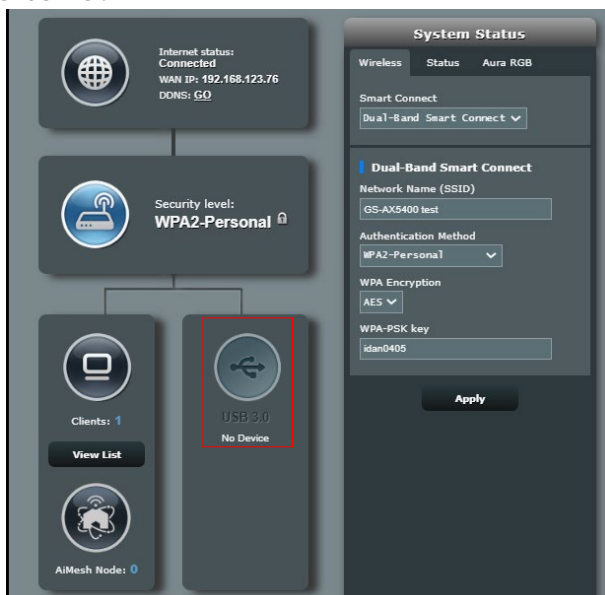 Internet status:
Connected
WAN IP: 192.168.123.76
DDNS: GO
Security level:
WPA2-Personal
Clients: 1
View List
AiMesh Node: 0
USB 3.0
No Device
System Status
Wireless Status Aura RGB
Smart Connect
Dual-Band Smart Connect
Dual-Band Smart Connect
Network Name (SSID)
GS-AX5400 test
Authentication Method
WPA2-Personal
WPA Encryption
AES
WPA-PSK key
idan0405
Apply